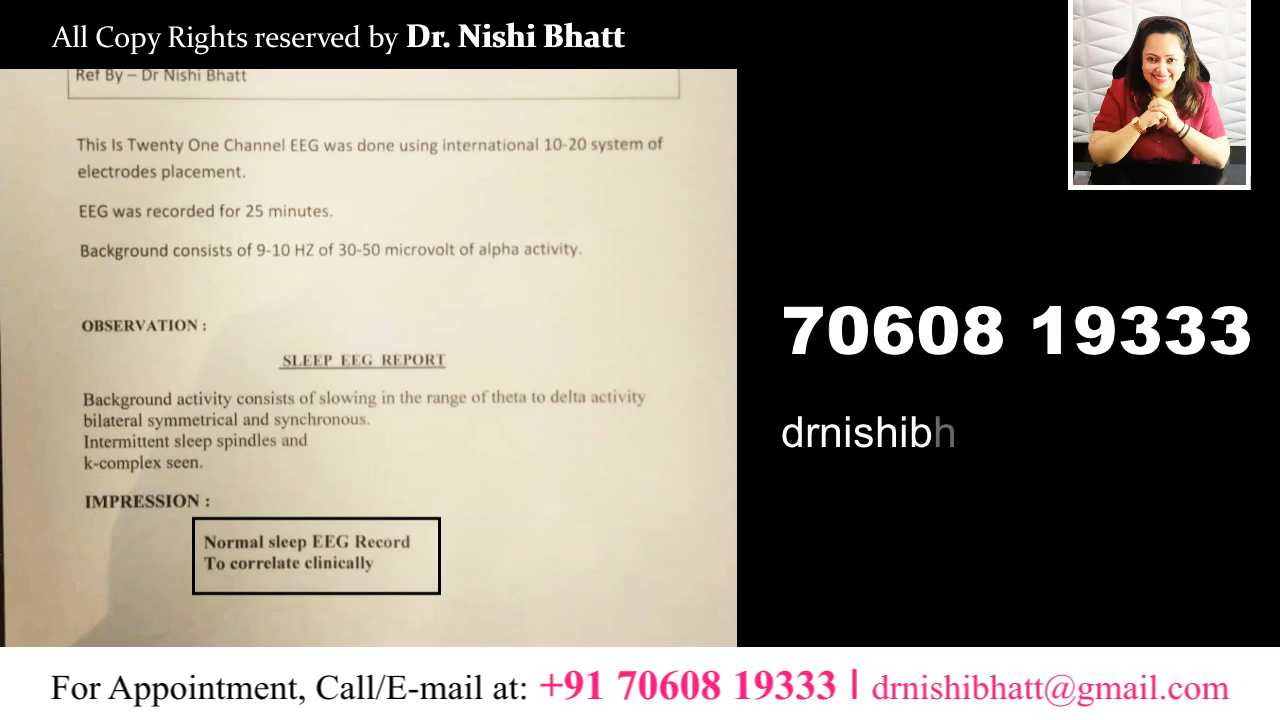 All Copy Rights reserved by Dr. Nishi Bhatt
Ref By – Dr Nishi Bhatt
This Is Twenty One Channel EEG was done using international 10-20 system of
electrodes placement.
EEG was recorded for 25 minutes.
Background consists of 9-10 HZ of 30-50 microvolt of alpha activity.
OBSERVATION :
SLEEP EEG REPORT
Background activity consists of slowing in the range of theta to delta activity
bilateral symmetrical and synchronous.
Intermittent sleep spindles and
k-complex seen.
IMPRESSION :
Normal sleep EEG Record
To correlate clinically
70608 19333
drnishibh
For Appointment, Call/E-mail at: +91 70608 19333 | drnishibhatt@gmail.com